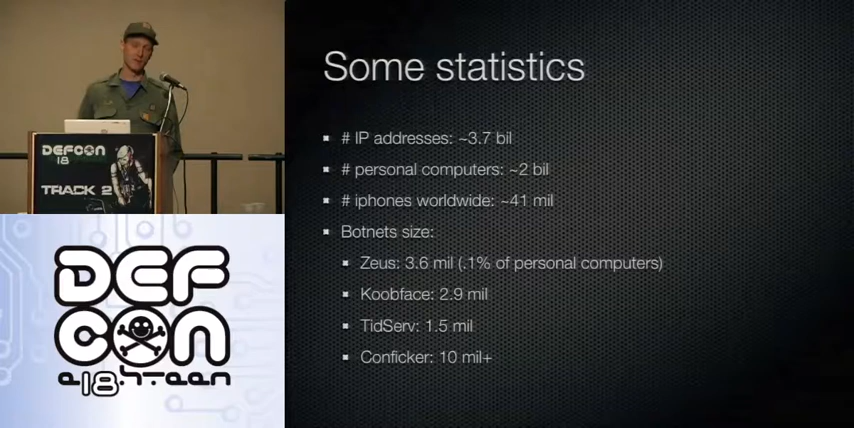 DEFCON
18
TRACK 2
DEF
CON
e18hteen
Some statistics
# IP addresses: ~3.7 bil
# personal computers: ~2 bil
# iphones worldwide: ~41 mil
Botnets size:
Zeus: 3.6 mil (.1% of personal computers)
Koobface: 2.9 mil
TidServ: 1.5 mil
Conficker: 10 mil+